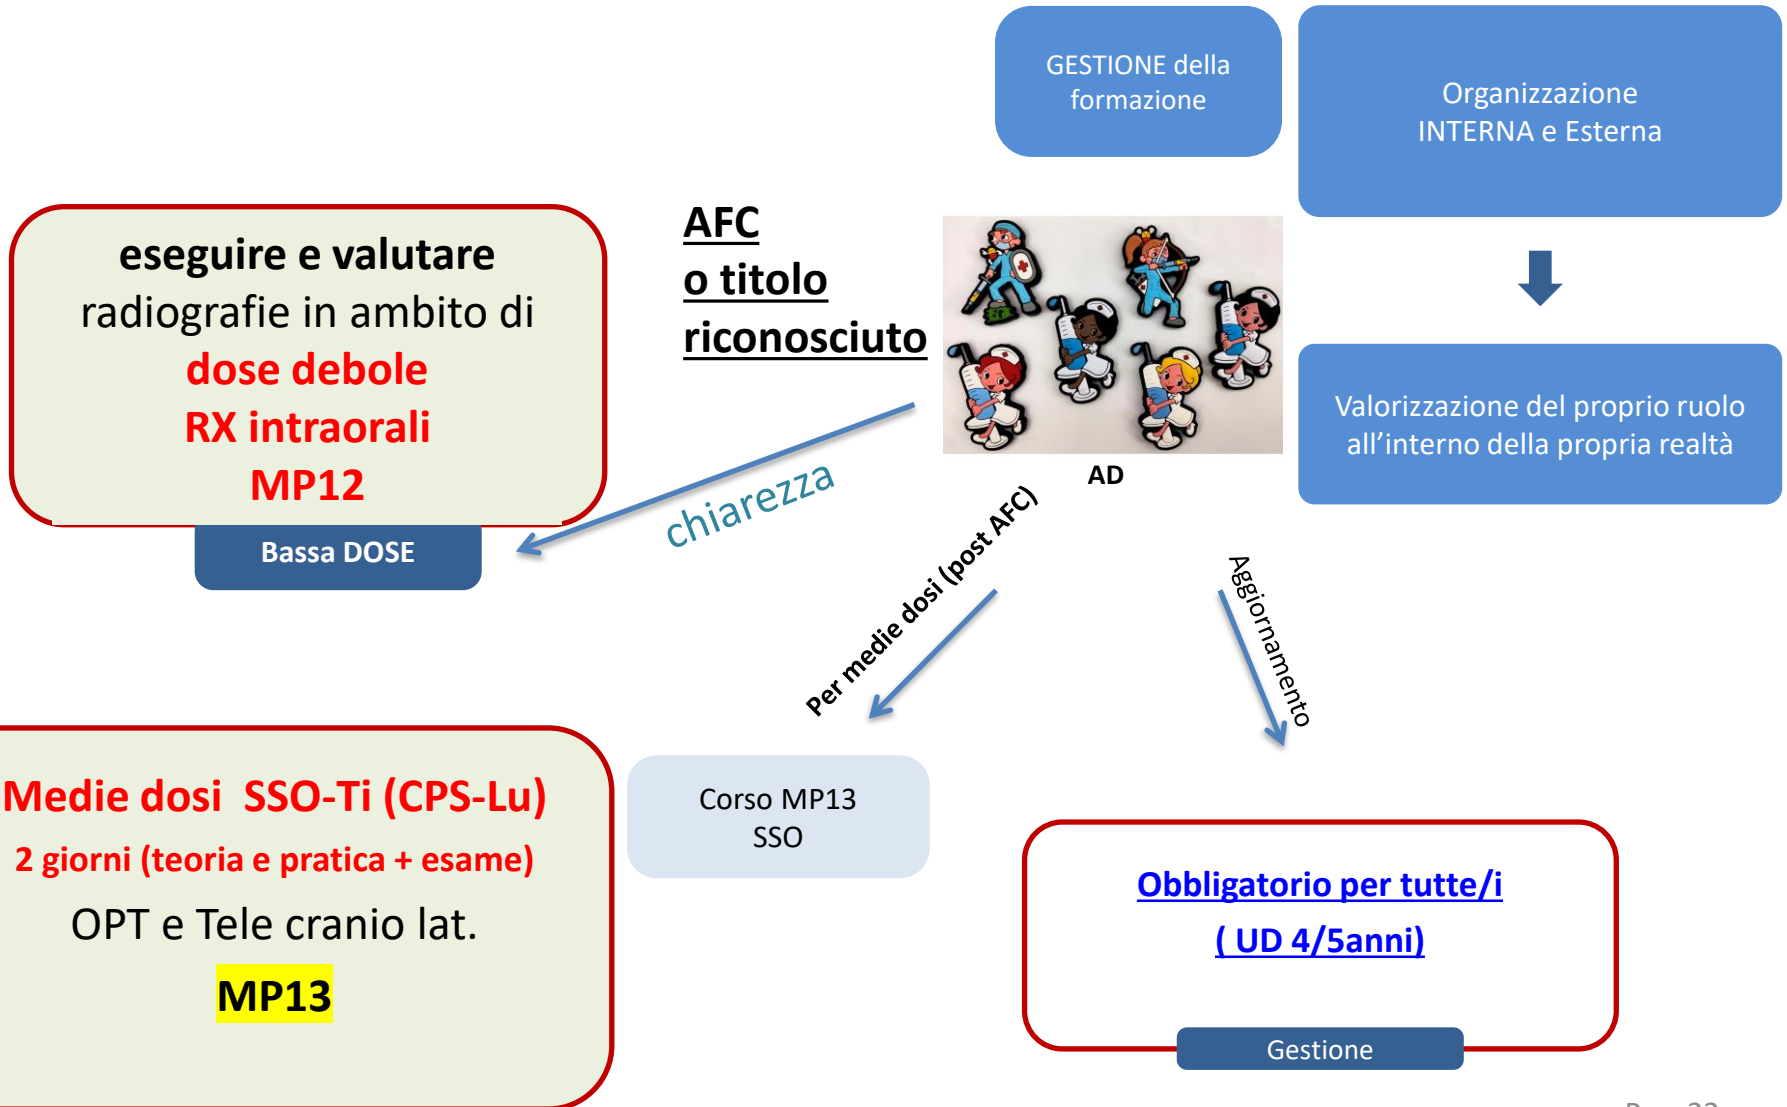 GESTIONE della
formazione
Organizzazione
INTERNA e Esterna
eseguire e valutare
radiografie in ambito di
dose debole
RX intraorali
MP12
Bassa DOSE
AFC
o titolo
riconosciuto
AD
Valorizzazione del proprio ruolo
all'interno della propria realtà
chiarezza
Per medie dosi (post AFC)
Aggiornamento
Medie dosi SSO-Ti (CPS-Lu)
2 giorni (teoria e pratica + esame)
OPT e Tele cranio lat.
MP13
Corso MP13
SSO
Obbligatorio per tutte/i
( UD 4/5anni)
Gestione